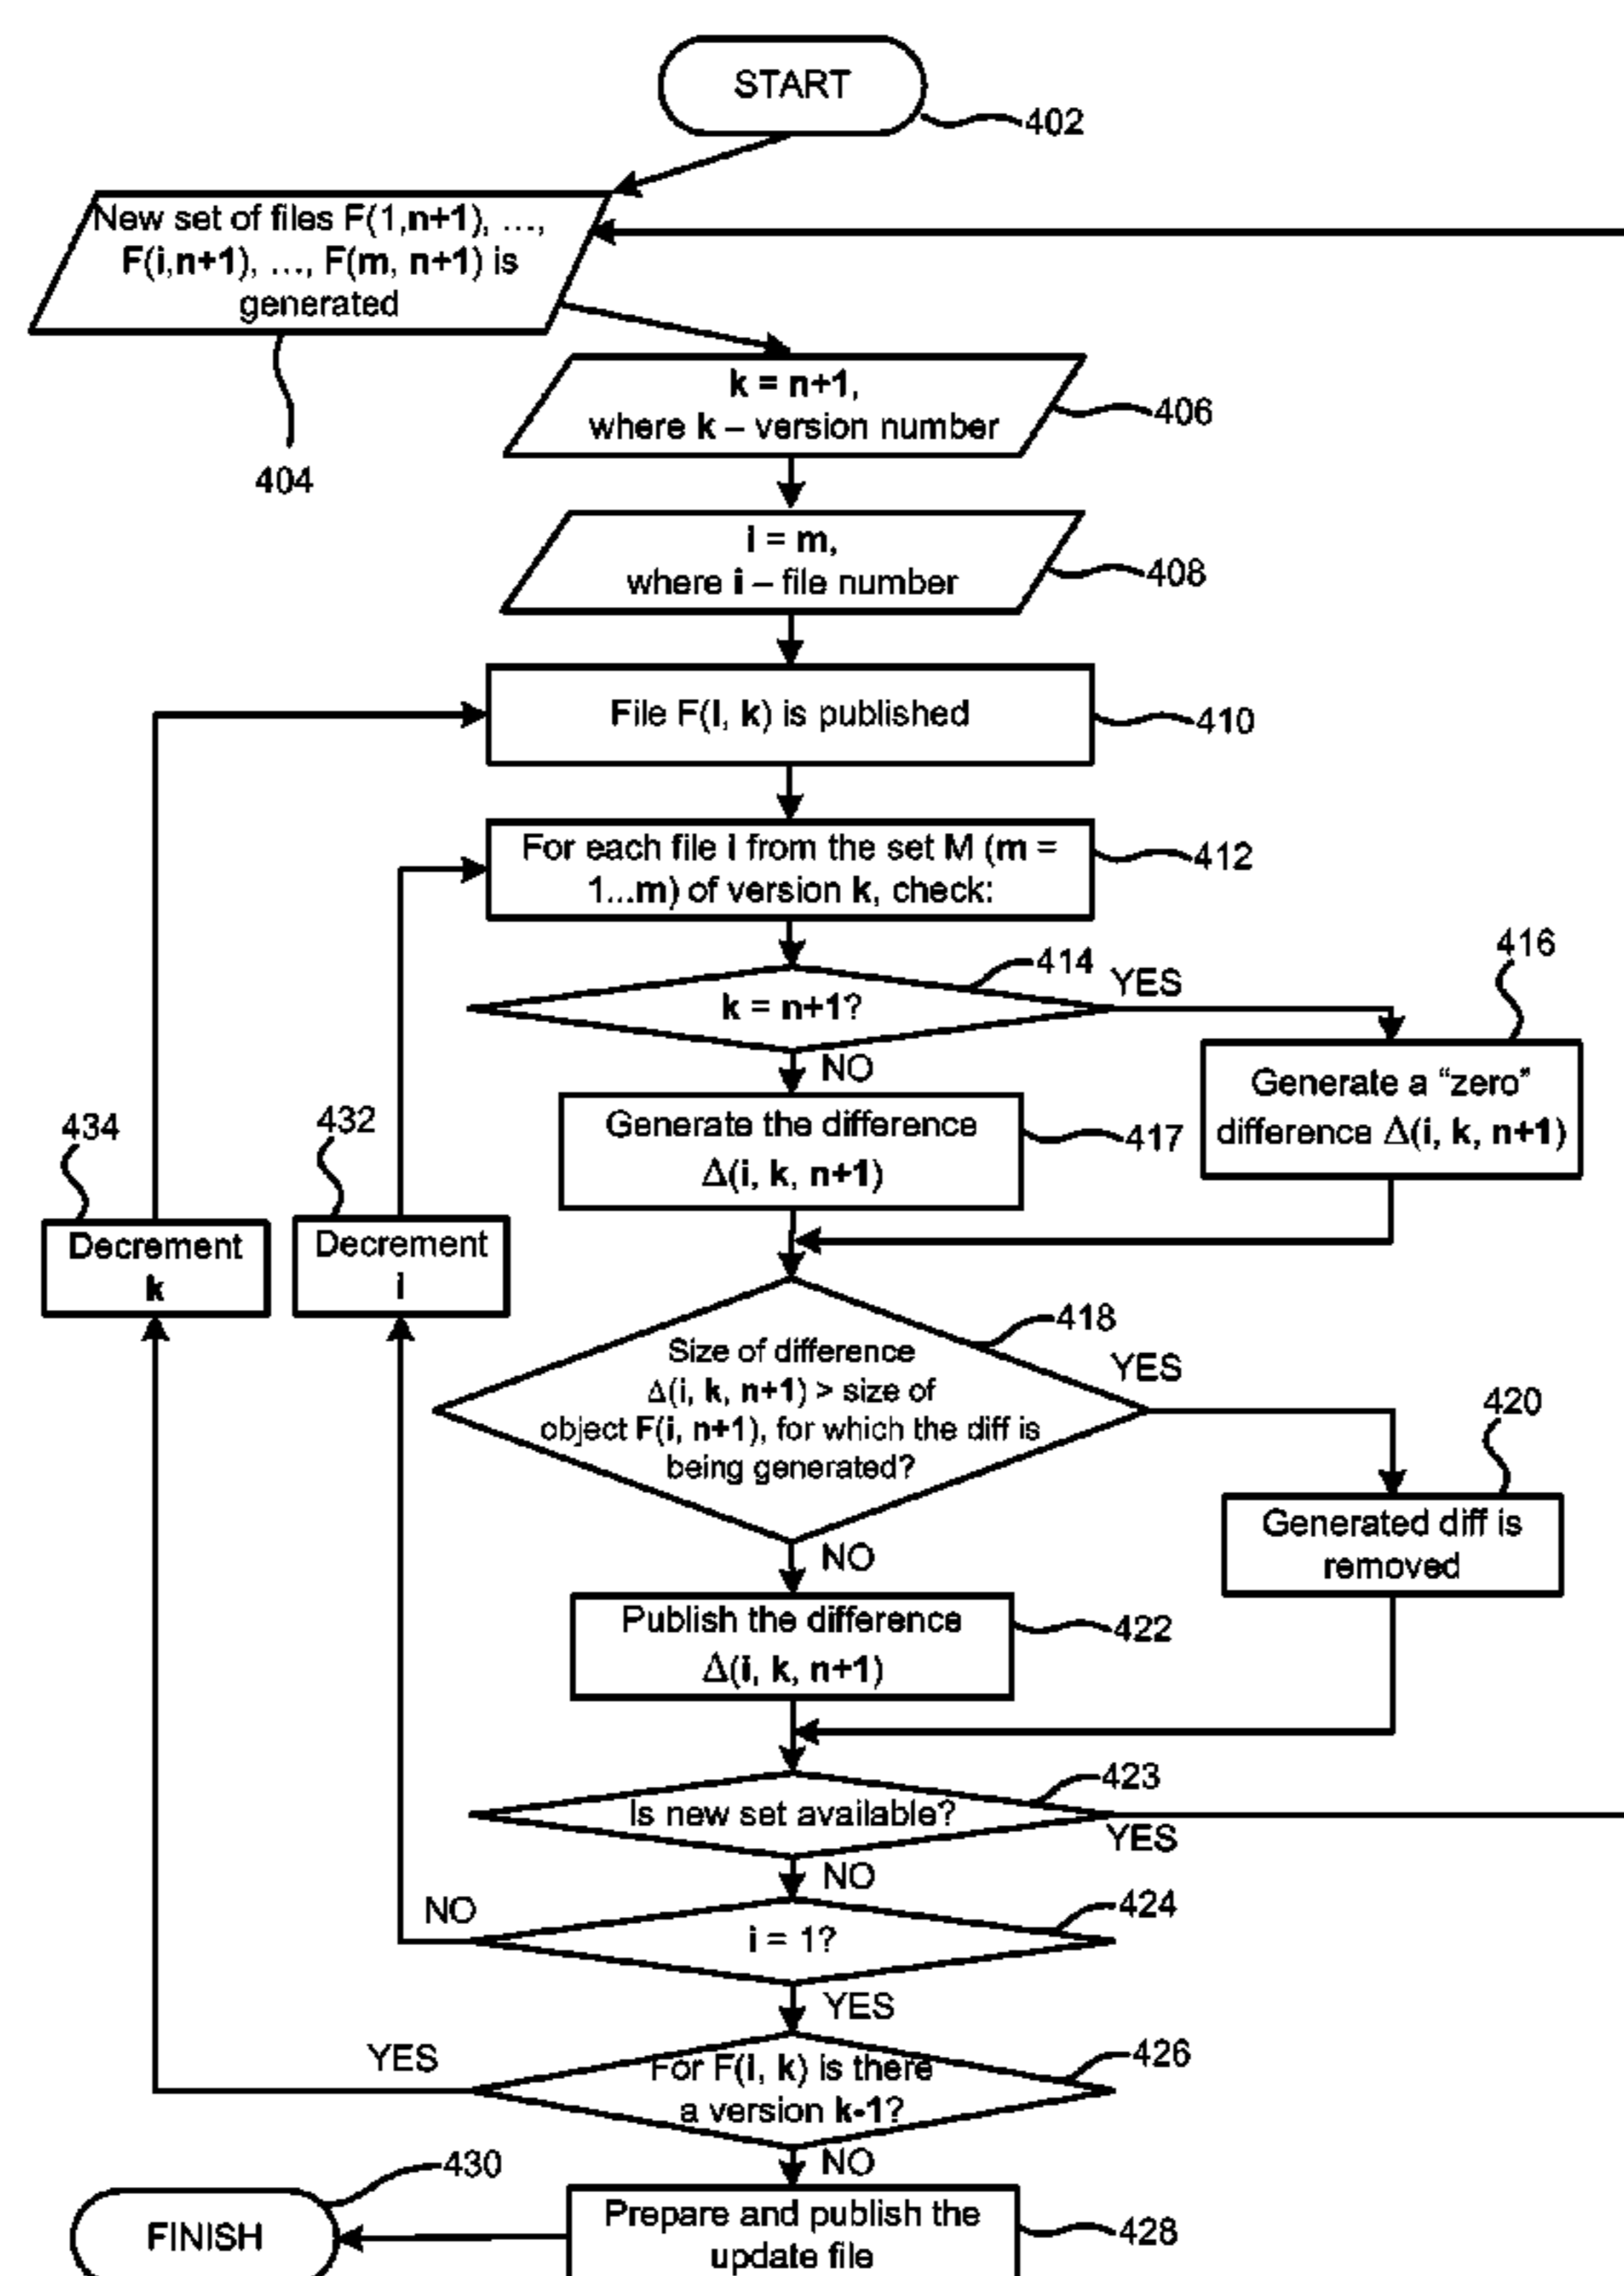 START
402
New set of files F(1,n+1), ...,
F(i,n+1), ..., F(m, n+1) is
generated
404
k = n+1,
where k – version number
406
i = m,
where i – file number
408
File F(i, k) is published
410
For each file i from the set M (m =
1...m) of version k, check:
412
k = n+1?
414
YES
416
NO
Generate a “zero”
difference Δ(i, k, n+1)
Generate the difference
Δ(i, k, n+1)
417
434
432
Decrement
k
Decrement
i
Size of difference
Δ(i, k, n+1) > size of
object F(i, n+1), for which the diff is
being generated?
418
YES
420
Generated diff is
removed
NO
Publish the difference
Δ(i, k, n+1)
422
Is new set available?
423
YES
NO
NO
i = 1?
424
YES
YES
For F(i, k) is there
a version k-1?
426
NO
430
FINISH
Prepare and publish the
update file
428